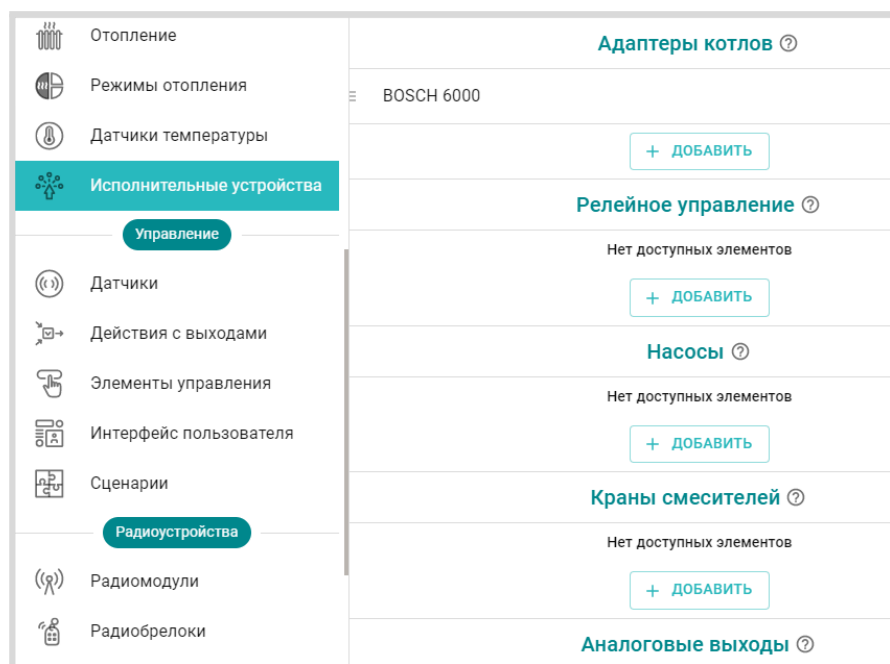 Отопление
Режимы отопления
Датчики температуры
Исполнительные устройства
Управление
Датчики
Действия с выходами
Элементы управления
Интерфейс пользователя
Сценарии
Радиоустройства
Радиомодули
Радиобрелоки
Адаптеры котлов ?
BOSCH 6000
+ ДОБАВИТЬ
Релейное управление ?
Нет доступных элементов
+ ДОБАВИТЬ
Насосы ?
Нет доступных элементов
+ ДОБАВИТЬ
Краны смесителей ?
Нет доступных элементов
+ ДОБАВИТЬ
Аналоговые выходы ?